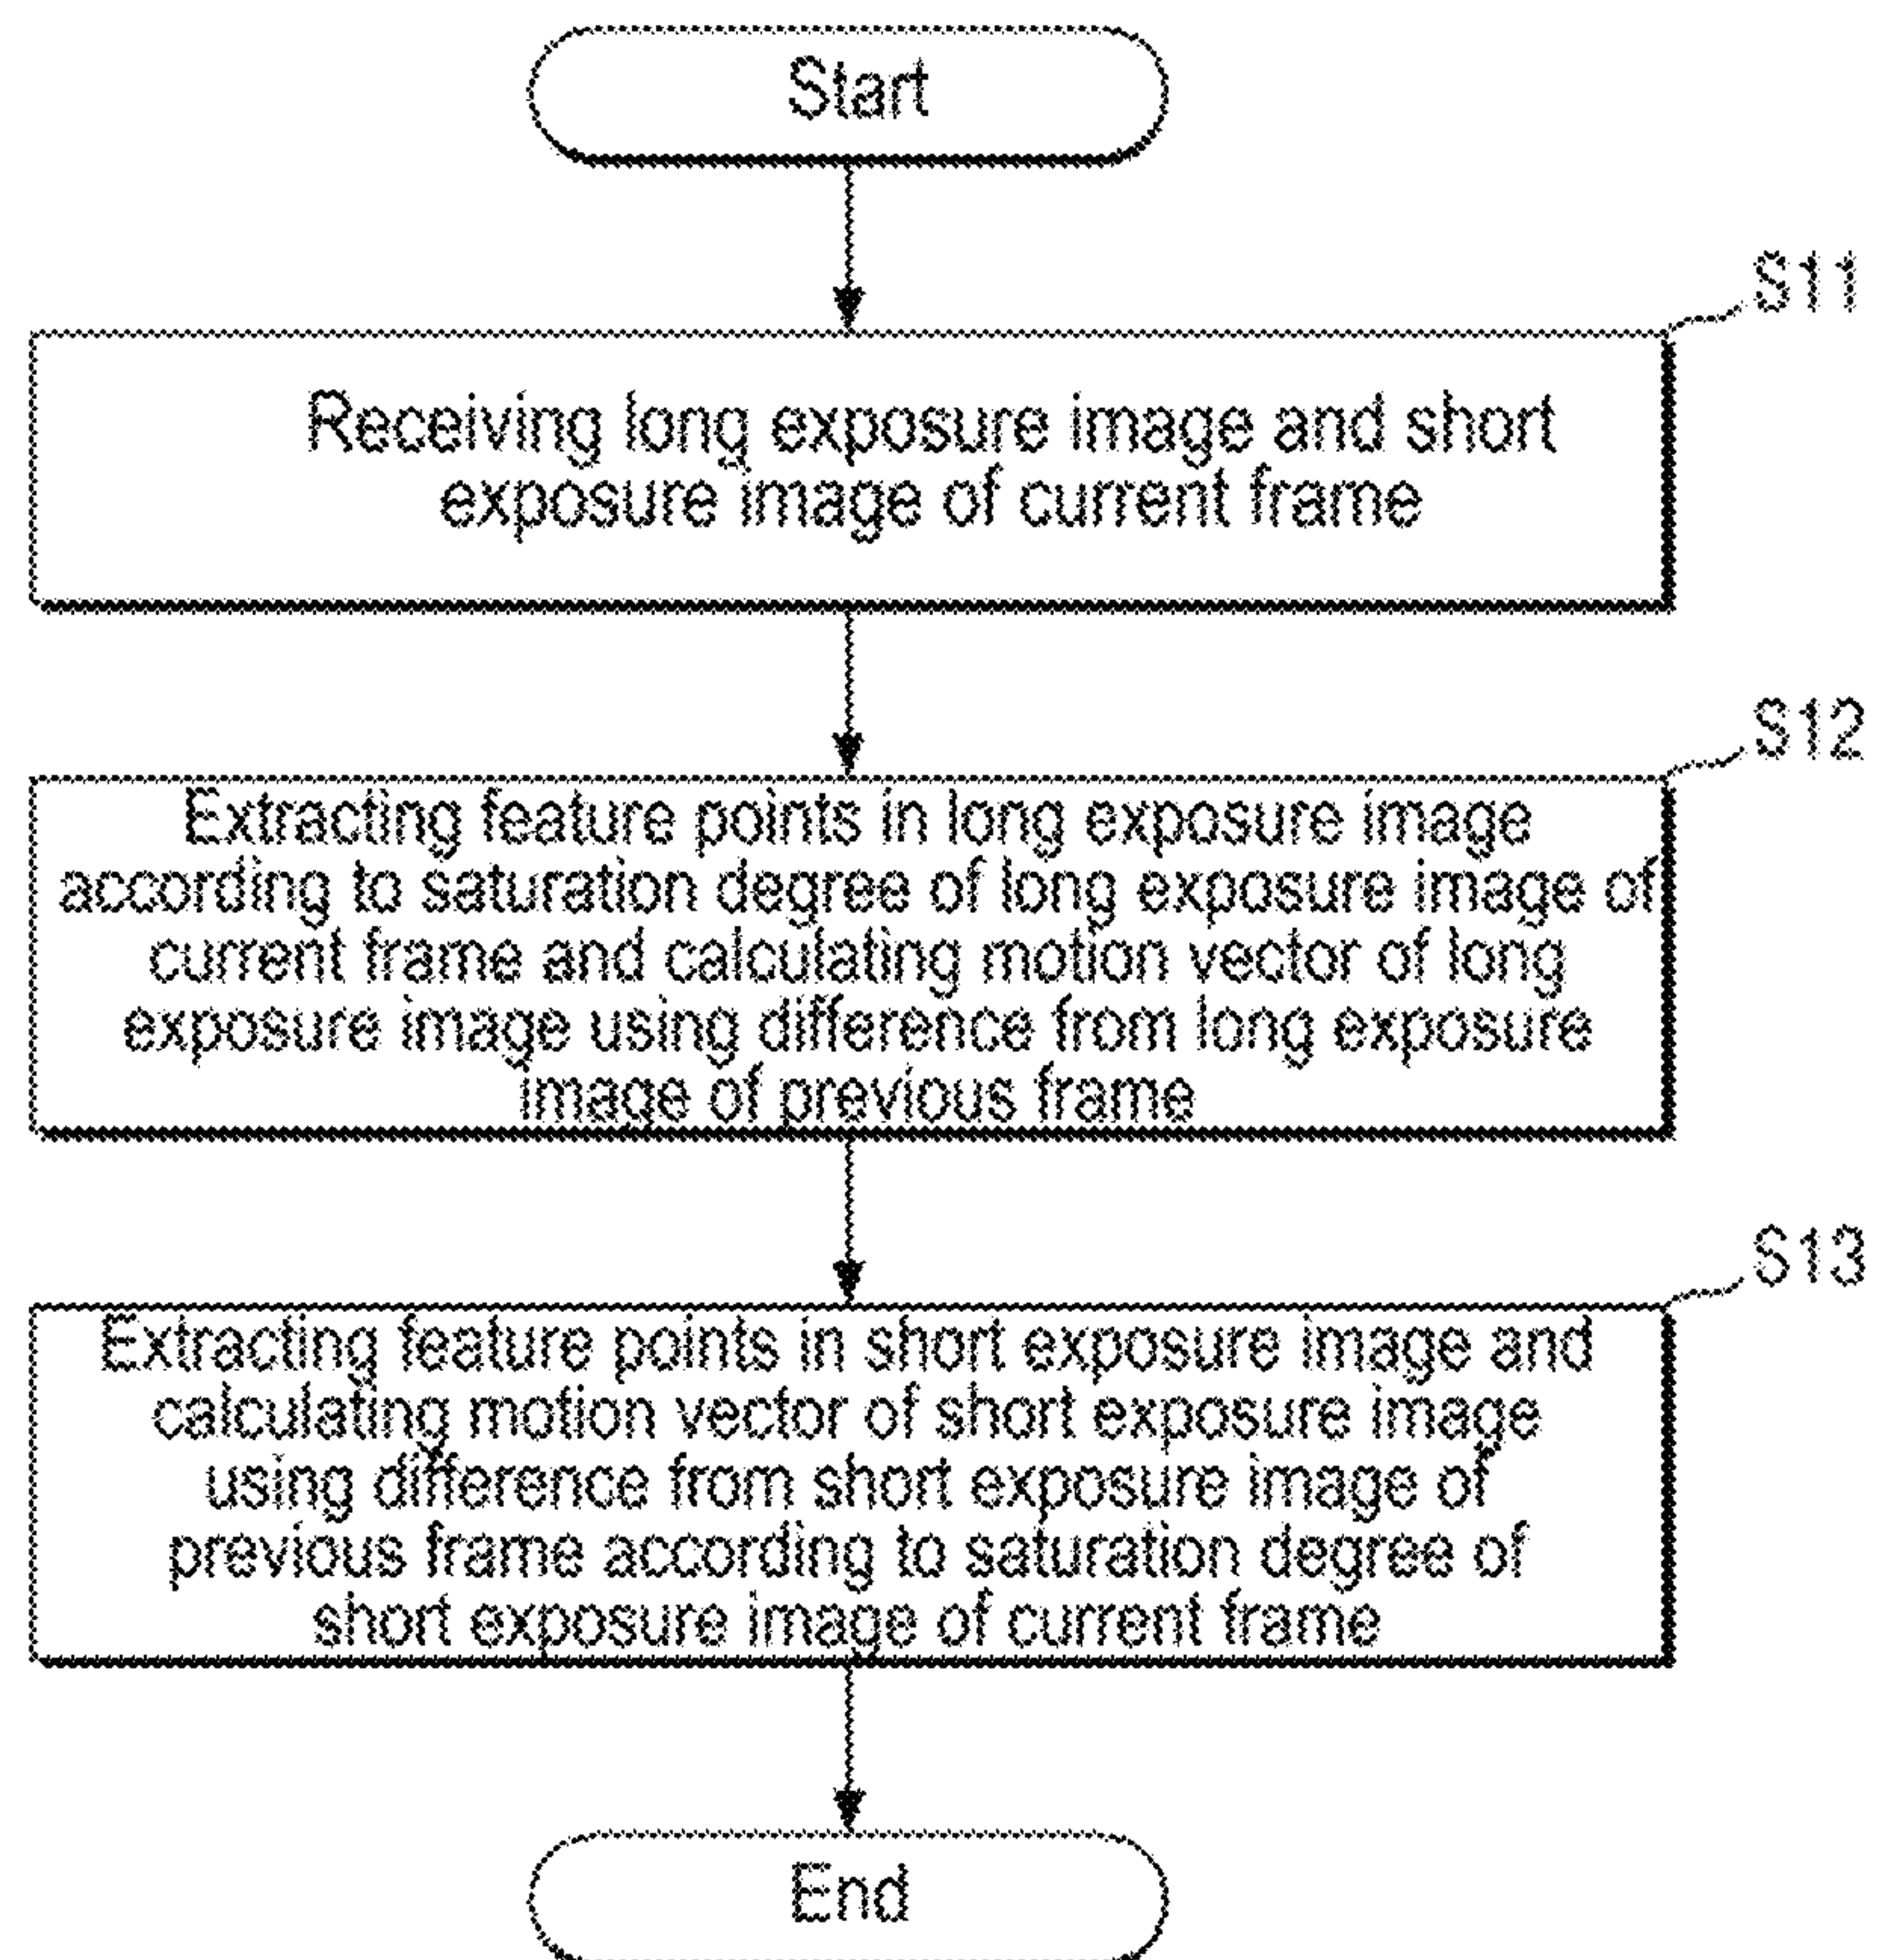 Start
S11
Receiving long exposure image and short
exposure image of current frame
S12
Extracting feature points in long exposure image
according to saturation degree of long exposure image of
current frame and calculating motion vector of long
exposure image using difference from long exposure
image of previous frame
S13
Extracting feature points in short exposure image and
calculating motion vector of short exposure image
using difference from short exposure image of
previous frame according to saturation degree of
short exposure image of current frame
End